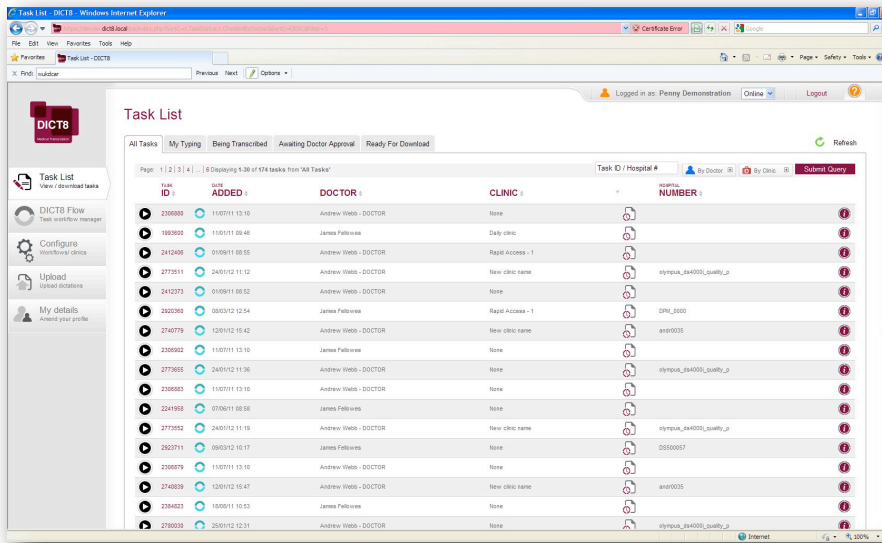 Task List - DICT8 - Windows Internet Explorer
dict8.local
Certificate Error
Google
File Edit View Favorites Tools Help
Favorites Task List - DICT8
Page Safety Tools
Find: wukdcar Previous Next Options
Logged in as: Penny Demonstration Online Logout
DICT8
Medical Transcription
Task List
All Tasks My Typing Being Transcribed Awaiting Doctor Approval Ready For Download Refresh
Task List
View / download tasks
DICT8 Flow
Task workflow manager
Configure
Workflows/ clinics
Upload
Upload dictations
My details
Amend your profile
Page: 1 | 2 | 3 | 4 | ... | 6 Displaying 1-30 of 174 tasks from 'All Tasks' Task ID / Hospital # By Doctor By Clinic Submit Query
TASK ID DATE ADDED DOCTOR CLINIC HOSPITAL NUMBER
2306880 11/07/11 13:10 Andrew Webb - DOCTOR None
1993600 11/01/11 09:46 James Fellowes Daily clinic
2412406 01/09/11 08:55 Andrew Webb - DOCTOR Rapid Access - 1
2773511 24/01/12 11:12 Andrew Webb - DOCTOR New clinic name olympus_ds4000i_quality_p
2412373 01/09/11 08:52 Andrew Webb - DOCTOR None
2920360 08/03/12 12:54 James Fellowes Rapid Access - 1 DPM_0000
2740779 12/01/12 15:42 Andrew Webb - DOCTOR New clinic name andr0035
2306902 11/07/11 13:10 James Fellowes None
2773655 24/01/12 11:36 Andrew Webb - DOCTOR None olympus_ds4000i_quality_p
2306883 11/07/11 13:10 Andrew Webb - DOCTOR None
2241958 07/06/11 08:58 James Fellowes None
2773552 24/01/12 11:19 Andrew Webb - DOCTOR New clinic name olympus_ds4000i_quality_p
2923711 09/03/12 10:17 James Fellowes None DS500057
2306879 11/07/11 13:10 Andrew Webb - DOCTOR None
2740839 12/01/12 15:47 Andrew Webb - DOCTOR New clinic name andr0035
2384823 18/08/11 10:53 James Fellowes None
2780030 25/01/12 12:31 Andrew Webb - DOCTOR None olympus_ds4000i_quality_p
Internet 100%